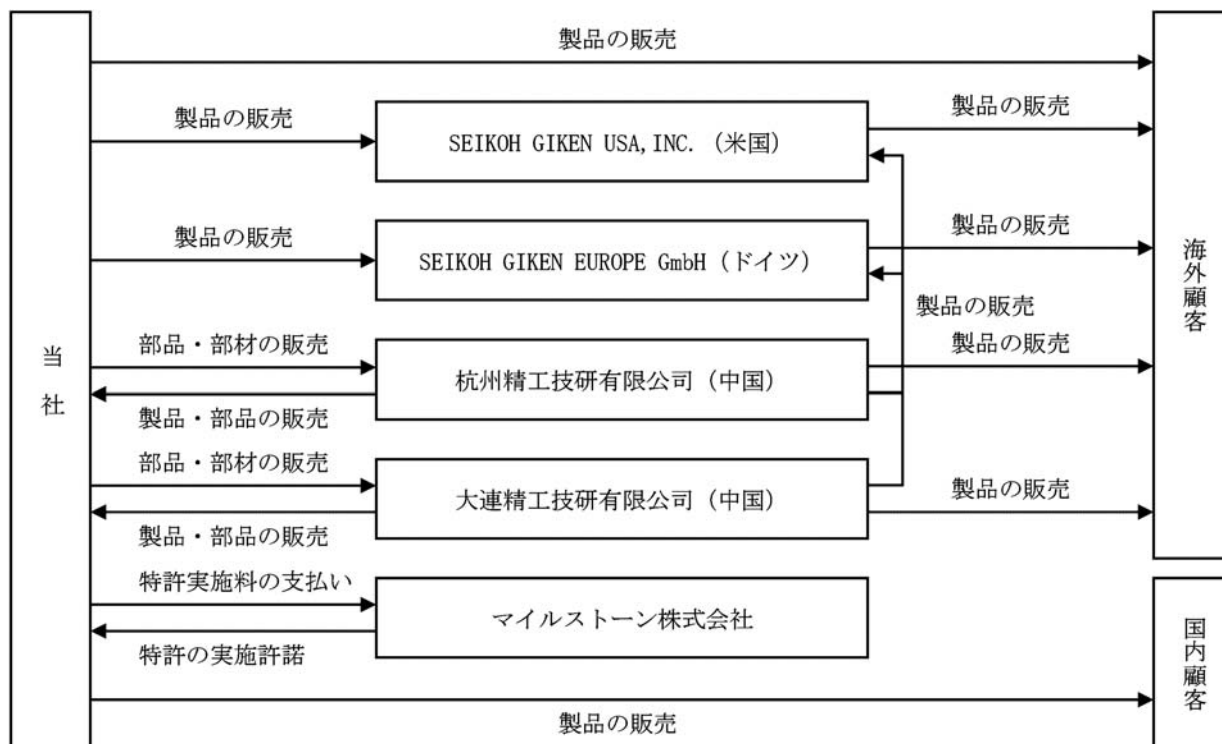 製品の販売
製品の販売
SEIKOH GIKEN USA,INC.（米国）
製品の販売
製品の販売
SEIKOH GIKEN EUROPE GmbH（ドイツ）
製品の販売
製品の販売
海外顧客
当社
部品・部材の販売
杭州精工技研有限公司（中国）
製品の販売
製品・部品の販売
部品・部材の販売
大連精工技研有限公司（中国）
製品の販売
製品・部品の販売
特許実施料の支払い
マイルストーン株式会社
特許の実施許諾
国内顧客
製品の販売